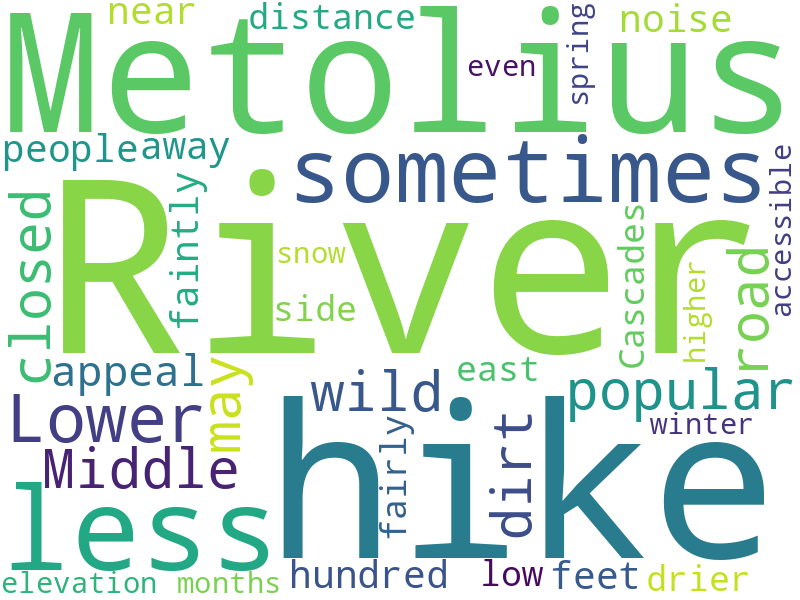 near
distance
noise
spring
even
Metolius
people
away
sometimes
accessible
closed
faintly
River
snow
side
Cascades
higher
road
appeal
may
east
wild
popular
Lower
winter
Middle
hike
fairly
dirt
less
elevation
months
hundred
low
feet
drier